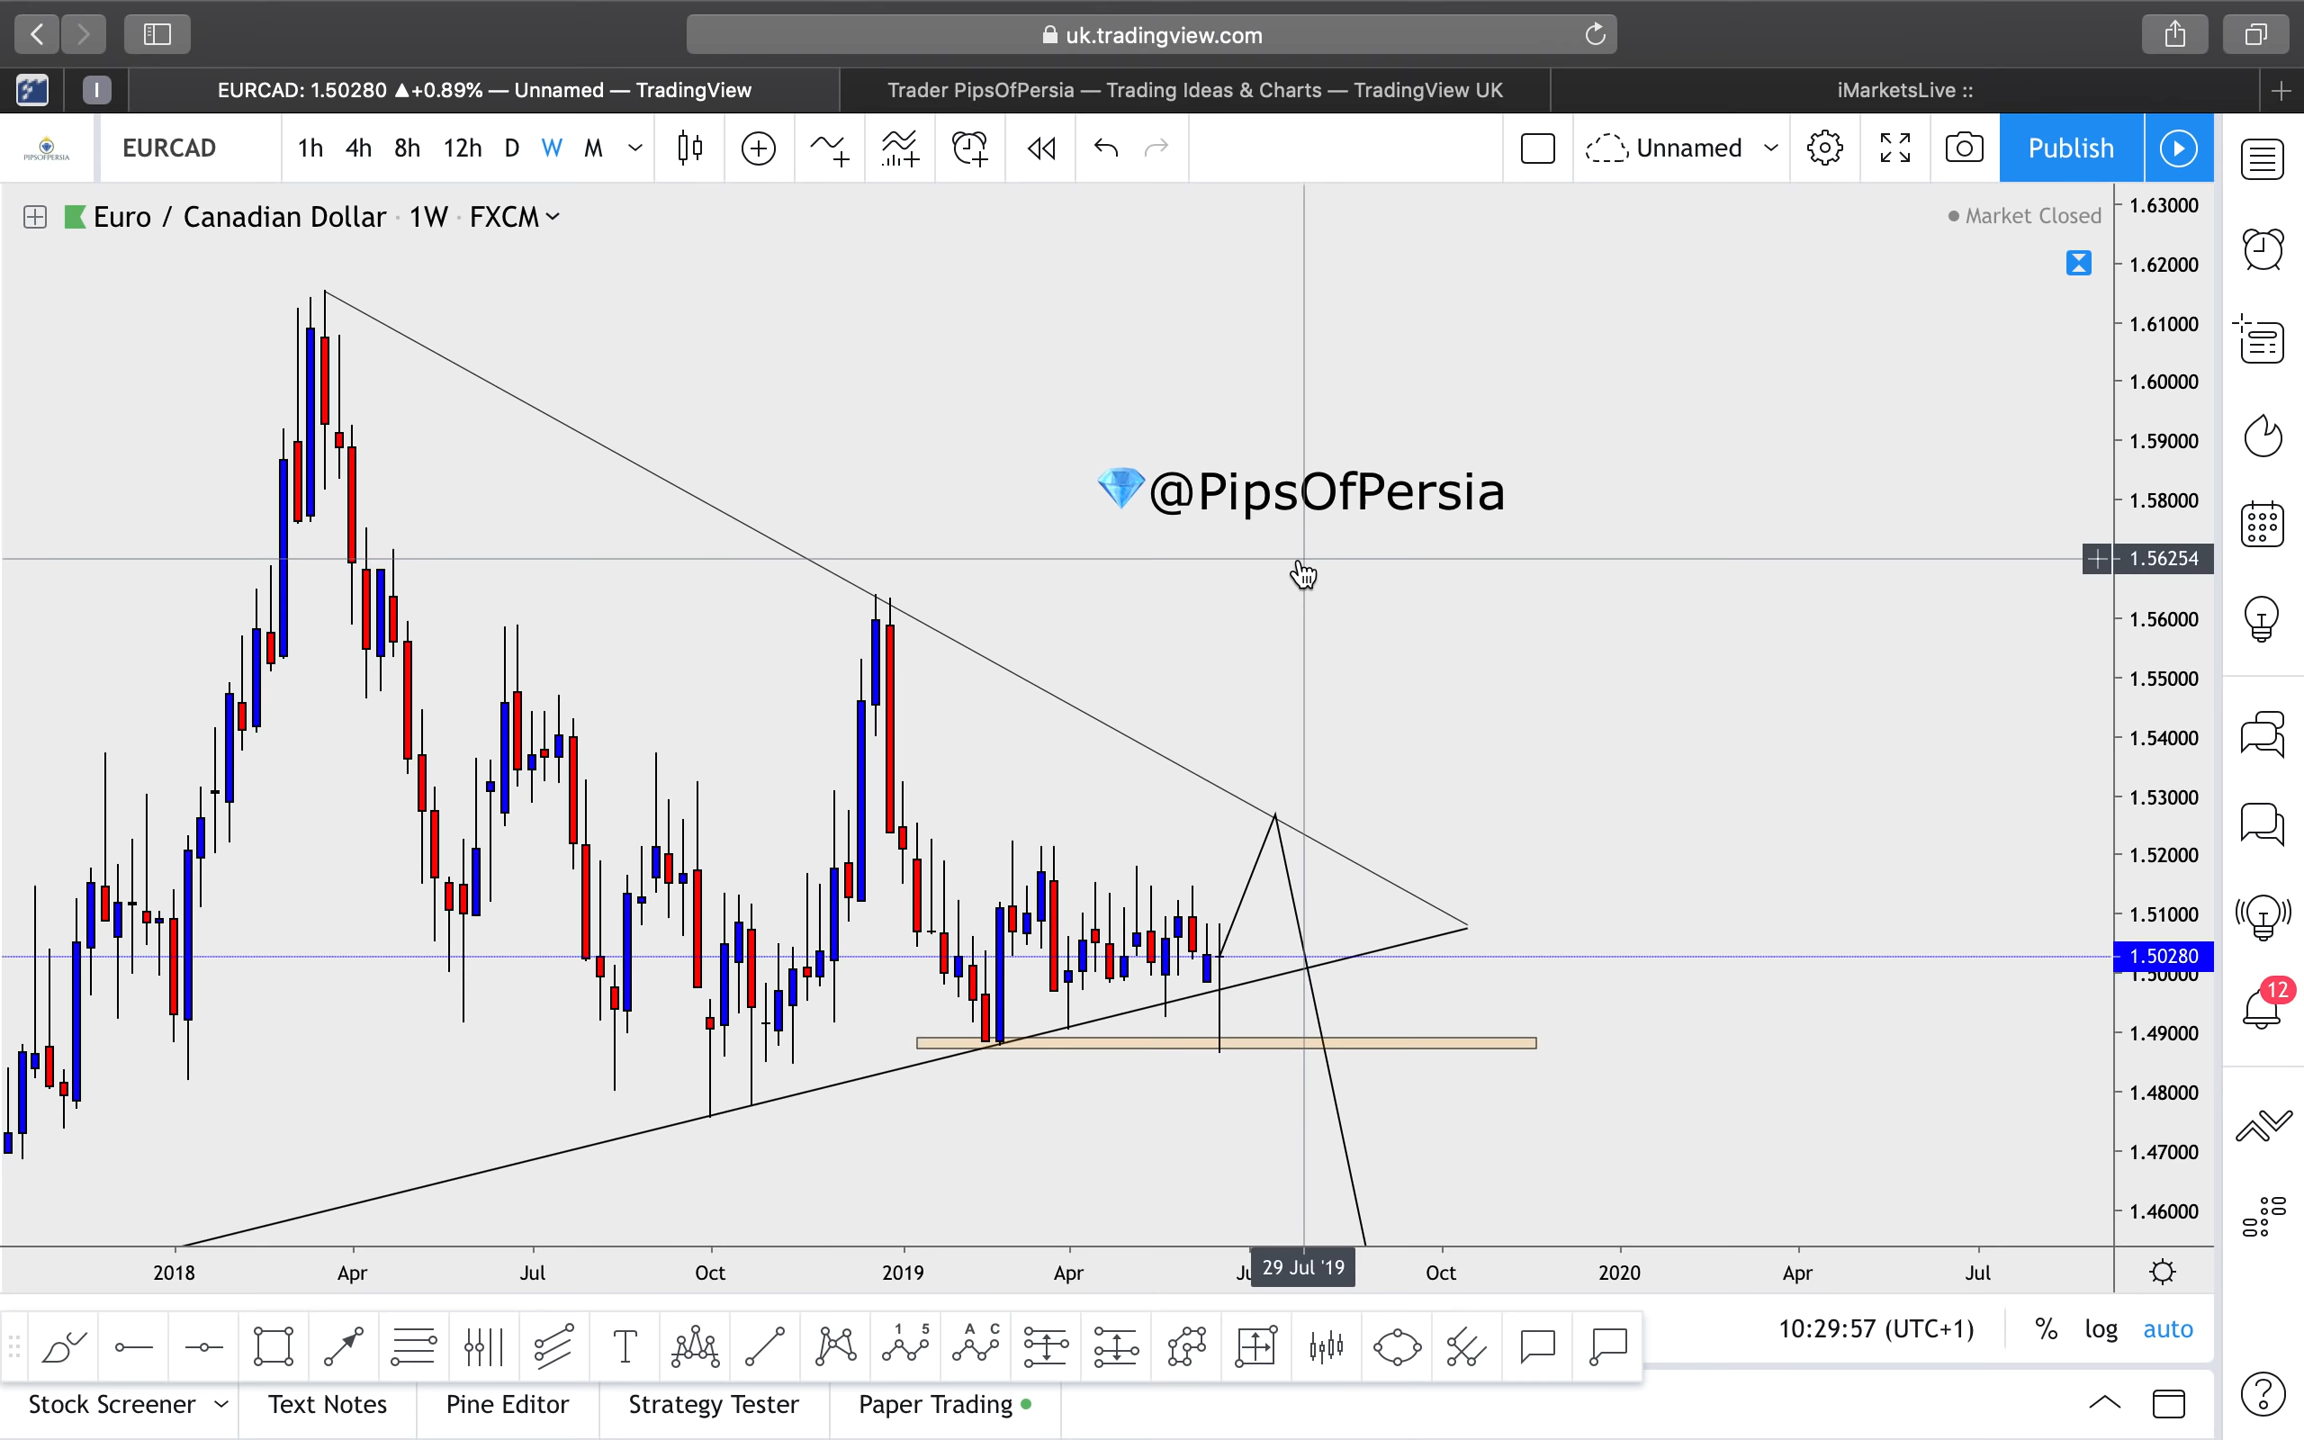 uk.tradingview.com
I
EURCAD: 1.50280 ▲+0.89% — Unnamed — TradingView
Trader PipsOfPersia — Trading Ideas & Charts — TradingView UK
iMarketsLive ::
PIPSOFPERSIA
EURCAD
1h 4h 8h 12h D W M
Unnamed
Publish
Euro / Canadian Dollar · 1W · FXCM
Market Closed
1.63000
1.62000
1.61000
1.60000
1.59000
@PipsOfPersia
1.58000
1.56254
1.56000
1.55000
1.54000
1.53000
1.52000
1.51000
1.50280
1.50000
12
1.49000
1.48000
1.47000
1.46000
2018 Apr Jul Oct 2019 Apr 29 Jul '19 Oct 2020 Apr Jul
1 5
A C
T
10:29:57 (UTC+1)
% log auto
Stock Screener Text Notes Pine Editor Strategy Tester Paper Trading